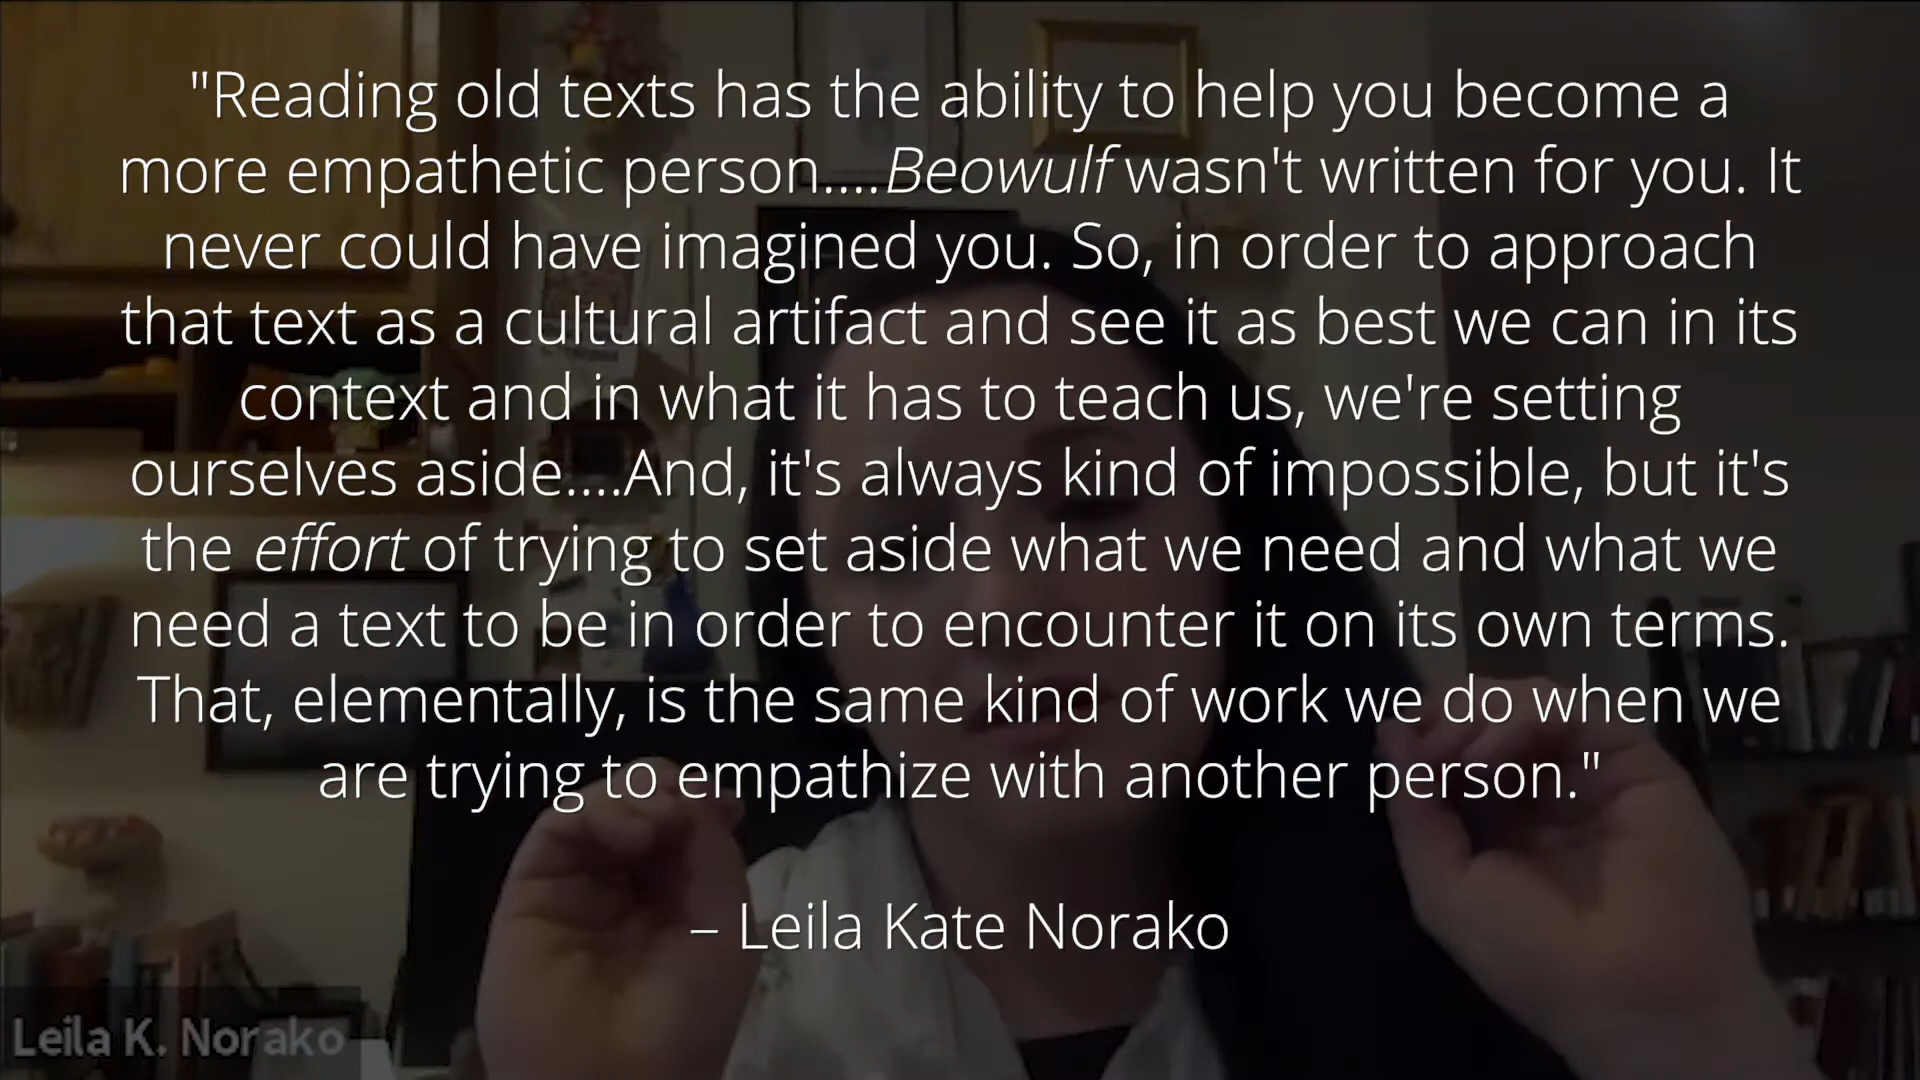 "Reading old texts has the ability to help you become a
more empathetic person....Beowulf wasn't written for you. It
never could have imagined you. So, in order to approach
that text as a cultural artifact and see it as best we can in its
context and in what it has to teach us, we're setting
ourselves aside....And, it's always kind of impossible, but it's
the effort of trying to set aside what we need and what we
need a text to be in order to encounter it on its own terms.
That, elementally, is the same kind of work we do when we
are trying to empathize with another person."
– Leila Kate Norako
Leila K. Norako